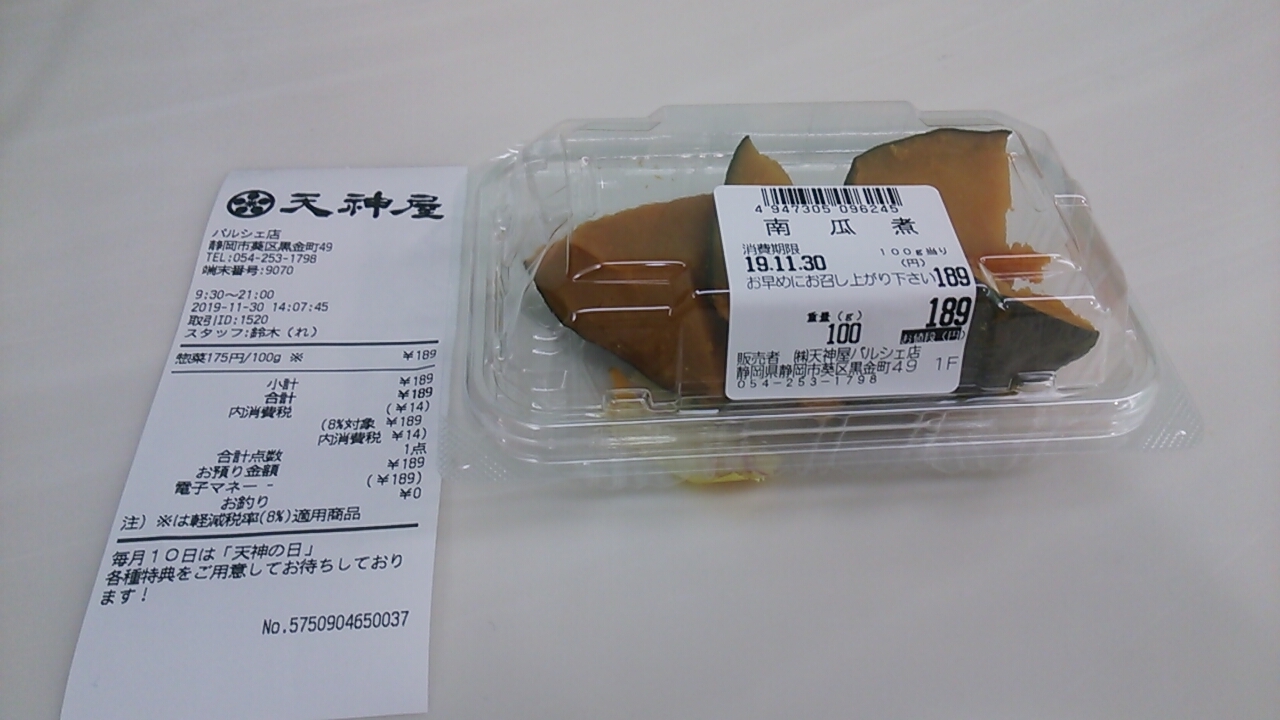 天神屋
パルシェ店
静岡市葵区黒金町49
TEL:054-253-1798
端末番号:9070
9:30～21:00
2019-11-30 14:07:45
取引ID:1520
スタッフ:鈴木(れ)
惣菜175円/100g ※ ¥189
小計 ¥189
合計 ¥189
内消費税 (¥14)
(8%対象 ¥189
内消費税 ¥14)
合計点数 1点
お預り金額 ¥189
電子マネー - (¥189)
お釣り ¥0
注) ※は軽減税率(8%)適用商品
毎月10日は「天神の日」
各種特典をご用意してお待ちしており
ます!
No.5750904650037
4 947305 096245
南瓜煮
消費期限 100g当り
19.11.30 (円)
お早めにお召し上がり下さい 189
重量(g) 189
100 お値段(円)
販売者 ㈱天神屋パルシェ店
静岡県静岡市葵区黒金町49 1F
054-253-1798